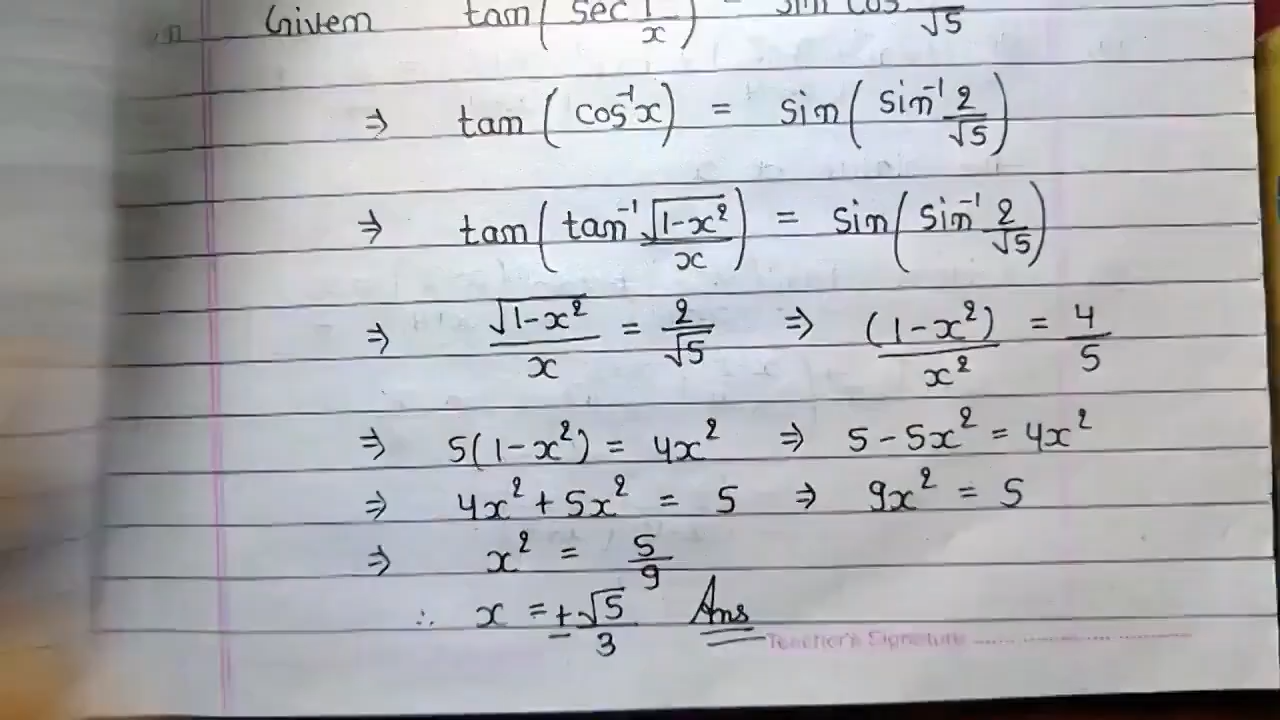 Given tan(sec⁻¹ 1/x) = sin cos √5
⇒ tan(cos⁻¹x) = sin(sin⁻¹ 2/√5)
⇒ tan(tan⁻¹ √1-x²/x) = sin(sin⁻¹ 2/√5)
⇒ √1-x²/x = 2/√5 ⇒ (1-x²)/x² = 4/5
⇒ 5(1-x²) = 4x² ⇒ 5-5x² = 4x²
⇒ 4x²+5x² = 5 ⇒ 9x² = 5
⇒ x² = 5/9
∴ x = ±√5/3 Ans
Teacher's Signature